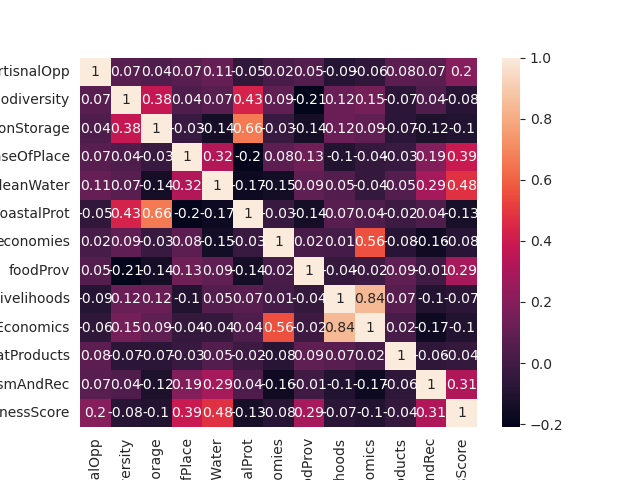 rtisnalOpp 1 0.07 0.04 0.07 0.11 -0.05 0.02 0.05 -0.09 -0.06 0.08 0.07 0.2
odiversity 0.07 1 0.38 0.04 0.07 0.43 0.09 -0.21 0.12 0.15 -0.07 0.04 -0.08
onStorage 0.04 0.38 1 -0.03 -0.14 0.66 -0.03 -0.14 0.12 0.09 -0.07 -0.12 -0.1
nseOfPlace 0.07 0.04 -0.03 1 0.32 -0.2 0.08 0.13 -0.1 -0.04 -0.03 0.19 0.39
leanWater 0.11 0.07 -0.14 0.32 1 -0.17 -0.15 0.09 0.05 -0.04 -0.05 0.29 0.48
oastalProt -0.05 0.43 0.66 -0.2 -0.17 1 -0.03 -0.14 0.07 0.04 -0.02 0.04 -0.13
economies 0.02 0.09 -0.03 0.08 -0.15 -0.03 1 0.02 0.01 0.56 -0.08 -0.16 -0.08
foodProv 0.05 -0.21 -0.14 0.13 0.09 -0.14 0.02 1 -0.04 -0.02 0.09 -0.01 0.29
ivelihoods -0.09 0.12 0.12 -0.1 0.05 0.07 0.01 -0.04 1 0.84 0.07 -0.1 -0.07
Economics -0.06 0.15 0.09 -0.04 -0.04 0.04 0.56 -0.02 0.84 1 0.02 -0.17 -0.1
atProducts 0.08 -0.07 -0.07 -0.03 -0.05 -0.02 -0.08 0.09 0.07 0.02 1 -0.06 -0.04
smAndRec 0.07 0.04 -0.12 0.19 0.29 0.04 -0.16 -0.01 -0.1 -0.17 -0.06 1 0.31
nessScore 0.2 -0.08 -0.1 0.39 0.48 -0.13 -0.08 0.29 -0.07 -0.1 -0.04 0.31 1
alOpp
ersity
orage
fPlace
Water
alProt
omies
odProv
hoods
omics
oducts
ndRec
sScore
1.0
0.8
0.6
0.4
0.2
0.0
−0.2